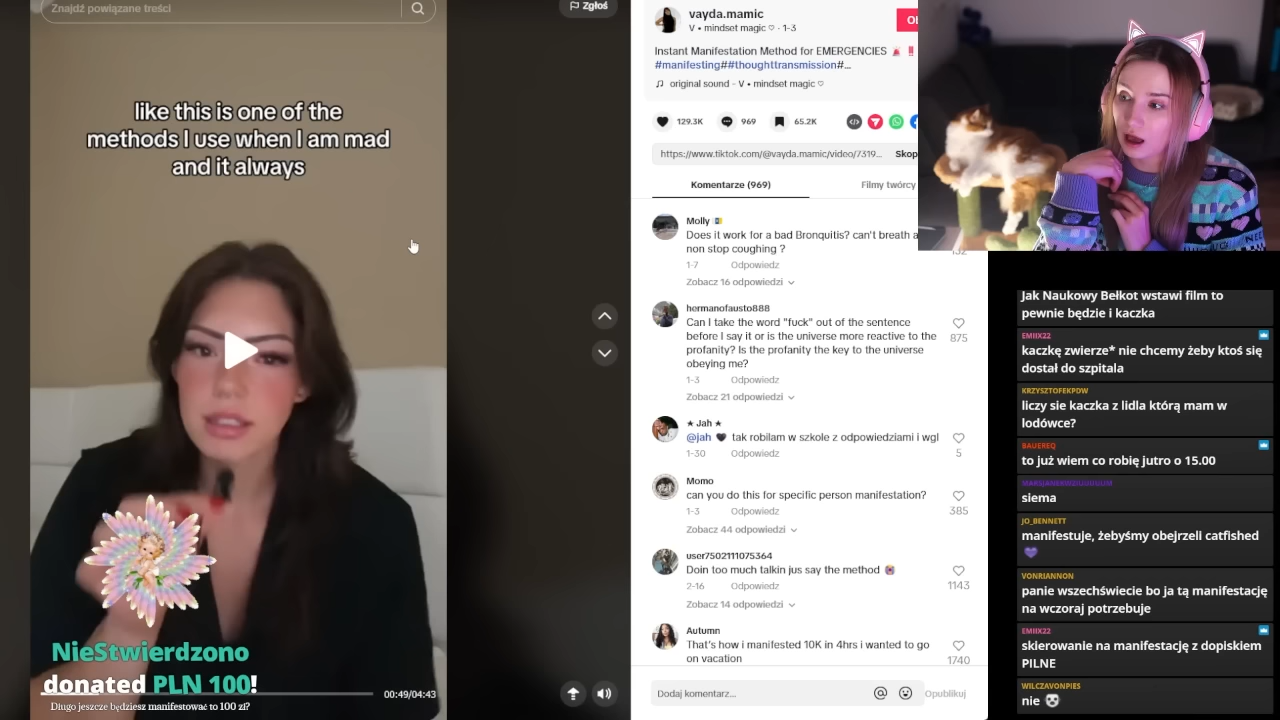 Znajdź powiązane treści
Zgłoś
like this is one of the
methods I use when I am mad
and it always
NieStwierdzono
donated PLN 100!
Długo jeszcze będziesz manifestować to 100 zł?
00:49/04:43
vayda.mamic
V • mindset magic ♡ · 1-3
Instant Manifestation Method for EMERGENCIES 🚨 ‼️
#manifesting##thoughttransmission#...
♫ original sound - V • mindset magic ♡
129.3K
969
65.2K
https://www.tiktok.com/@vayda.mamic/video/7319...
Skop
Komentarze (969)
Filmy twórcy
Molly
Does it work for a bad Bronquitis? can't breath a
non stop coughing ?
1-7 Odpowiedz
Zobacz 16 odpowiedzi
hermanofausto888
Can I take the word "fuck" out of the sentence
before I say it or is the universe more reactive to the
profanity? Is the profanity the key to the universe
obeying me?
875
1-3 Odpowiedz
Zobacz 21 odpowiedzi
★ Jah ★
@jah 🖤 tak robilam w szkole z odpowiedziami i wgl
5
1-30 Odpowiedz
Momo
can you do this for specific person manifestation?
385
1-3 Odpowiedz
Zobacz 44 odpowiedzi
user7502111075364
Doin too much talkin jus say the method
1143
2-16 Odpowiedz
Zobacz 14 odpowiedzi
Autumn
That's how i manifested 10K in 4hrs i wanted to go
on vacation
1740
Dodaj komentarz...
Opublikuj
Jak Naukowy Bełkot wstawi film to
pewnie będzie i kaczka
EMIIX22
kaczkę zwierze* nie chcemy żeby ktoś się
dostał do szpitala
KRZYSZTOFEKPDW
liczy sie kaczka z lidla którą mam w
lodówce?
BAUEREQ
to już wiem co robię jutro o 15.00
siema
JO_BENNETT
manifestuje, żebyśmy obejrzeli catfished
💜
VONRIANNON
panie wszechświecie bo ja tą manifestację
na wczoraj potrzebuje
EMIIX22
sklerowanie na manifestację z dopiskiem
PILNE
WILCZAVONPIES
nie